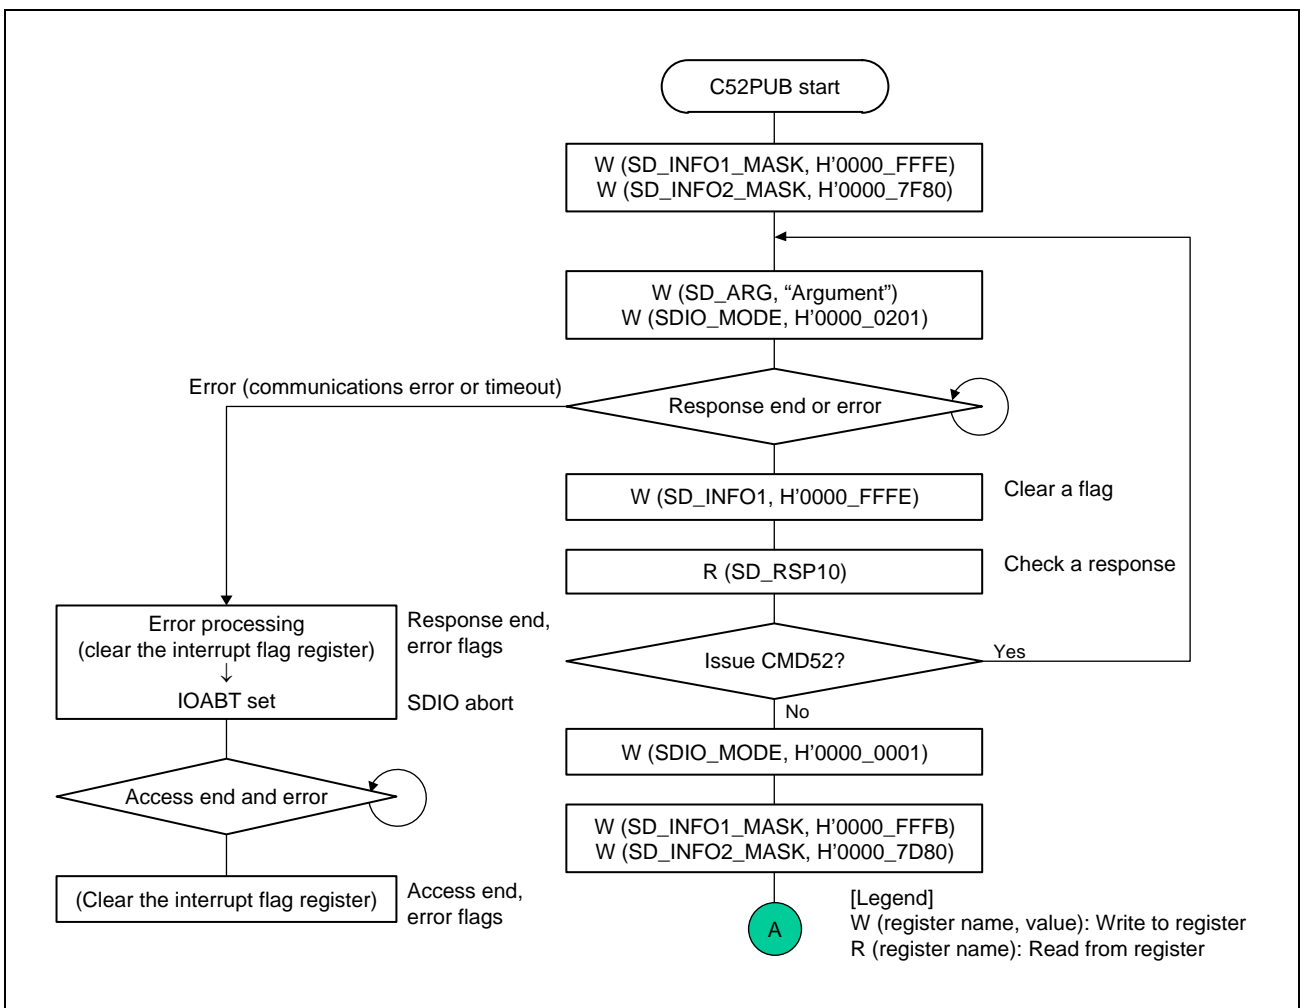 C52PUB start
W (SD_INFO1_MASK, H’0000_FFFE)
W (SD_INFO2_MASK, H’0000_7F80)
W (SD_ARG, “Argument”)
W (SDIO_MODE, H’0000_0201)
Error (communications error or timeout)
Response end or error
W (SD_INFO1, H’0000_FFFE)
Clear a flag
R (SD_RSP10)
Check a response
Error processing
(clear the interrupt flag register)
↓
IOABT set
Response end,
error flags
SDIO abort
Issue CMD52?
Yes
No
W (SDIO_MODE, H’0000_0001)
Access end and error
W (SD_INFO1_MASK, H’0000_FFFB)
W (SD_INFO2_MASK, H’0000_7D80)
(Clear the interrupt flag register)
Access end,
error flags
A
[Legend]
W (register name, value): Write to register
R (register name): Read from register